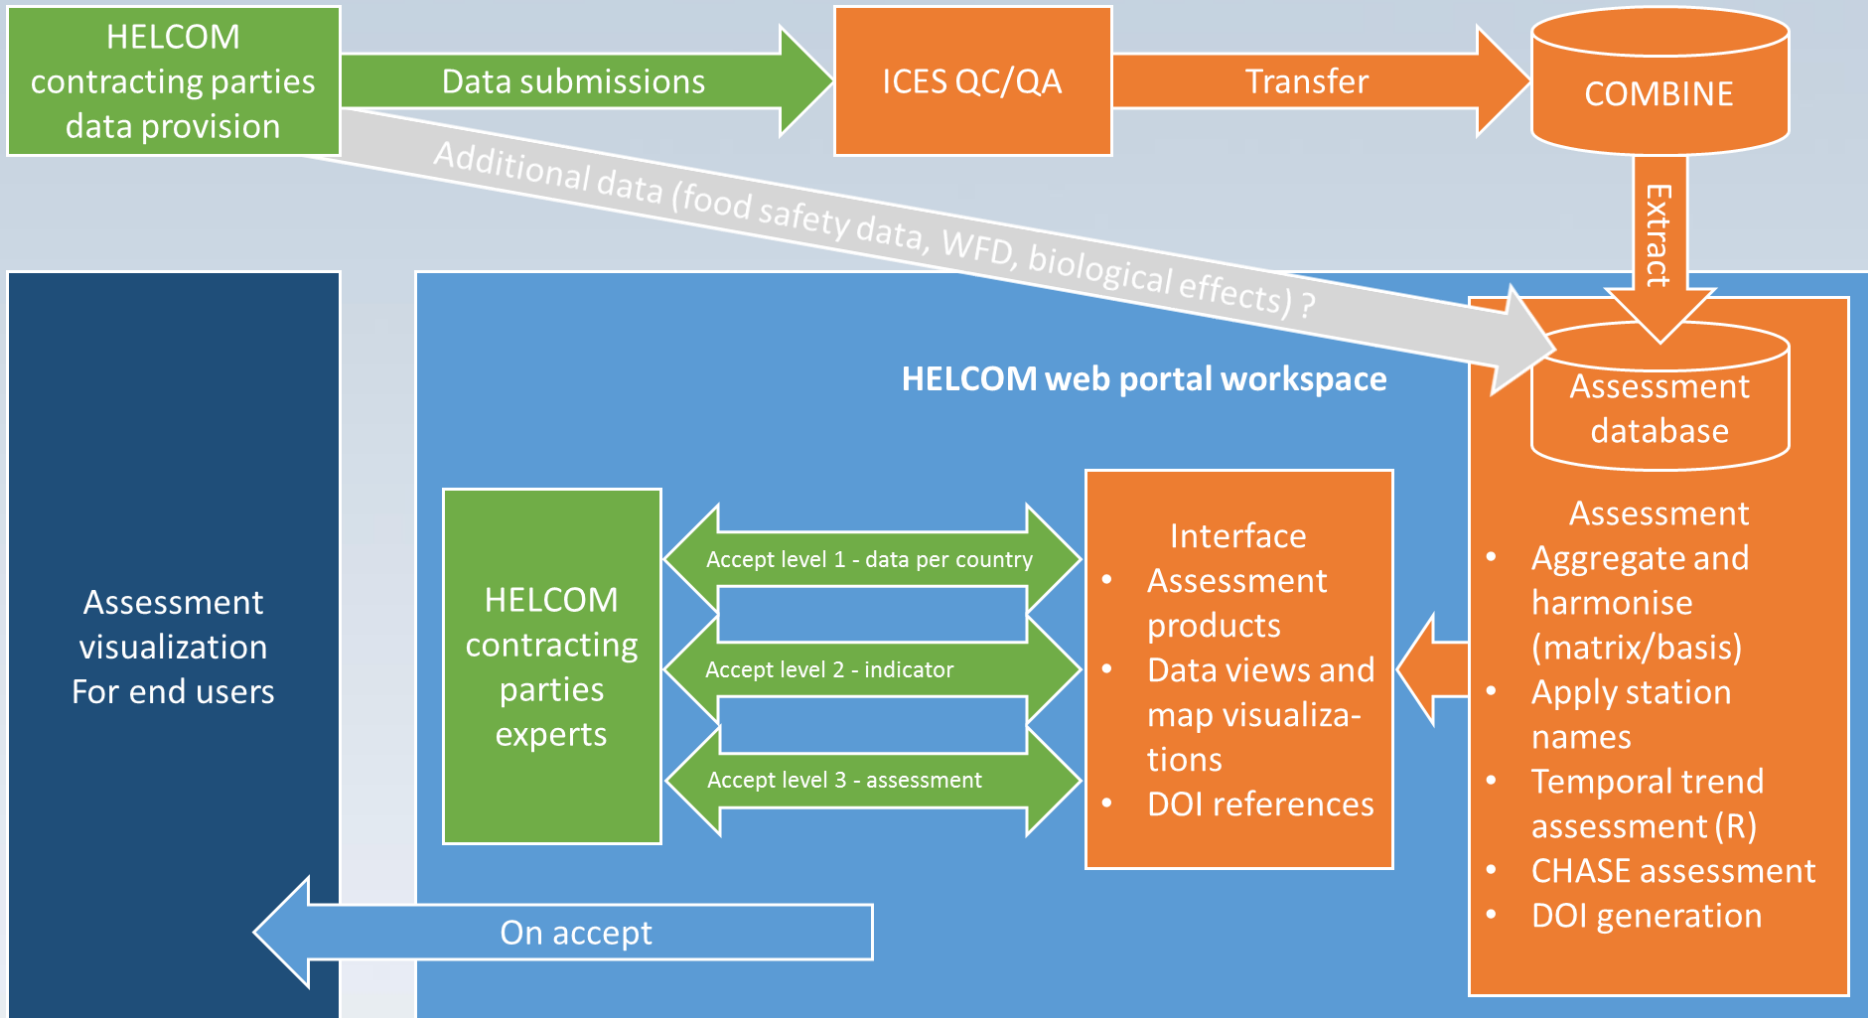 HELCOM
contracting parties
data provision
Data submissions
ICES QC/QA
Transfer
COMBINE
Additional data (food safety data, WFD, biological effects) ?
Extract
HELCOM web portal workspace
Assessment
database
Assessment
visualization
For end users
HELCOM
contracting
parties
experts
Accept level 1 - data per country
Accept level 2 - indicator
Accept level 3 - assessment
Interface
• Assessment
products
• Data views and
map visualiza-
tions
• DOI references
Assessment
• Aggregate and
harmonise
(matrix/basis)
• Apply station
names
• Temporal trend
assessment (R)
• CHASE assessment
• DOI generation
On accept